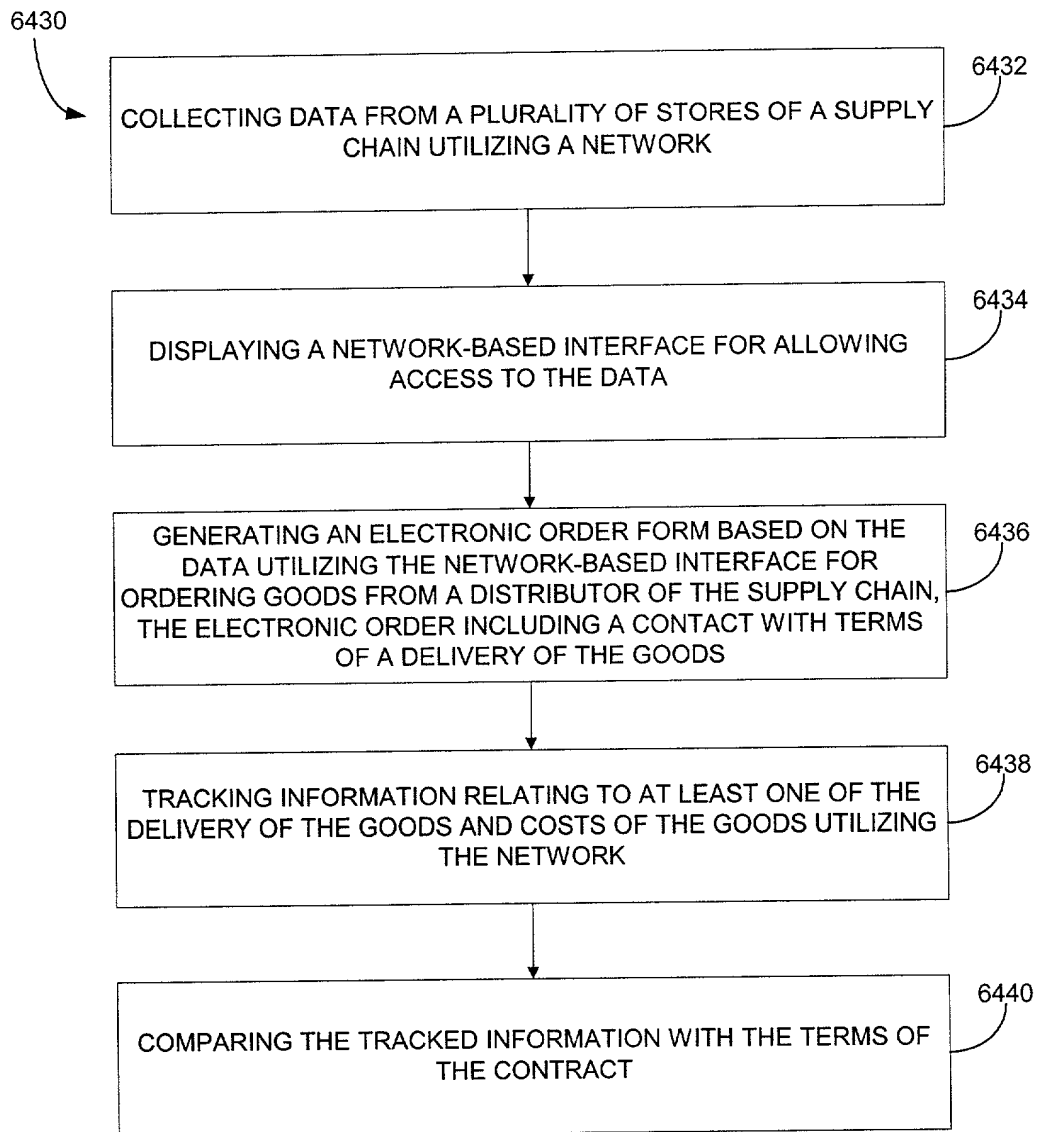 6430
6432
COLLECTING DATA FROM A PLURALITY OF STORES OF A SUPPLY
CHAIN UTILIZING A NETWORK
6434
DISPLAYING A NETWORK-BASED INTERFACE FOR ALLOWING
ACCESS TO THE DATA
6436
GENERATING AN ELECTRONIC ORDER FORM BASED ON THE
DATA UTILIZING THE NETWORK-BASED INTERFACE FOR
ORDERING GOODS FROM A DISTRIBUTOR OF THE SUPPLY CHAIN,
THE ELECTRONIC ORDER INCLUDING A CONTACT WITH TERMS
OF A DELIVERY OF THE GOODS
6438
TRACKING INFORMATION RELATING TO AT LEAST ONE OF THE
DELIVERY OF THE GOODS AND COSTS OF THE GOODS UTILIZING
THE NETWORK
6440
COMPARING THE TRACKED INFORMATION WITH THE TERMS OF
THE CONTRACT